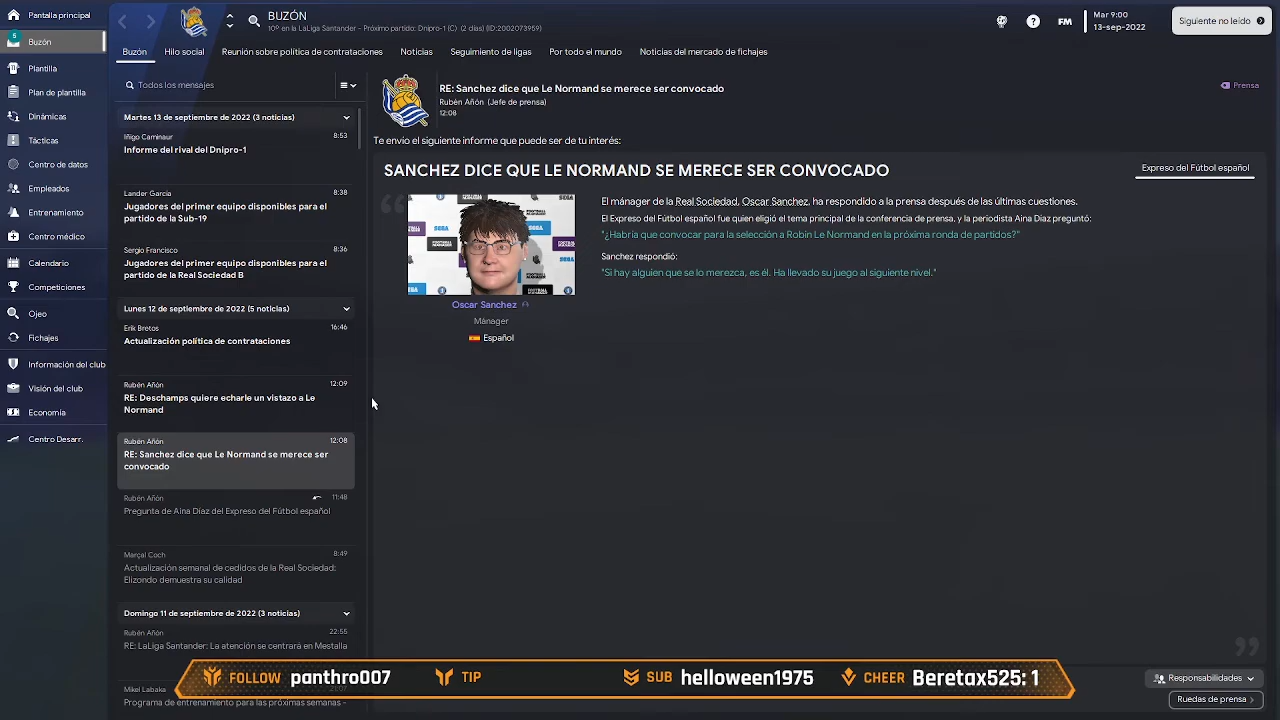 Principal
5
Buzón
Plantilla
Plan de plantilla
Dinámicas
Tácticas
Centro de datos
Empleados
Entrenamiento
Centro médico
Calendario
Competiciones
Ojeo
Fichajes
Información del club
Visión del club
Economía
Centro Desarr.
BUZÓN
10º en la LaLiga Santander - Próximo partido: Dnipro-1 (C) (2 días) (ID:2002073959)
FM
Mar 9:00
13-sep-2022
Siguiente no leído
Buzón
Hilo social
Reunión sobre política de contrataciones
Noticias
Seguimiento de ligas
Por todo el mundo
Noticias del mercado de fichajes
Todos los mensajes
Martes 13 de septiembre de 2022 (3 noticias)
Iñigo Caminaur 8:53
Informe del rival del Dnipro-1
Lander García 8:38
Jugadores del primer equipo disponibles para el
partido de la Sub-19
Sergio Francisco 8:36
Jugadores del primer equipo disponibles para el
partido de la Real Sociedad B
Lunes 12 de septiembre de 2022 (5 noticias)
Erik Bretos 16:46
Actualización política de contrataciones
Rubén Añón 12:09
RE: Deschamps quiere echarle un vistazo a Le
Normand
Rubén Añón 12:08
RE: Sanchez dice que Le Normand se merece ser
convocado
Rubén Añón 11:48
Pregunta de Aina Díaz del Expreso del Fútbol español
Marçal Coch 8:49
Actualización semanal de cedidos de la Real Sociedad:
Elizondo demuestra su calidad
Domingo 11 de septiembre de 2022 (3 noticias)
Rubén Añón 22:55
RE: LaLiga Santander: La atención se centrará en Mestalla
Mikel Labaka 21:07
Programa de entrenamiento para las próximas semanas -
RE: Sanchez dice que Le Normand se merece ser convocado
Rubén Añón (Jefe de prensa)
12:08
Prensa
Te envío el siguiente informe que puede ser de tu interés:
SANCHEZ DICE QUE LE NORMAND SE MERECE SER CONVOCADO
Expreso del Fútbol español
SEGA
FOOTBALL
MANAGER
Oscar Sanchez
Mánager
Español
El mánager de la Real Sociedad, Oscar Sanchez, ha respondido a la prensa después de las últimas cuestiones.
El Expreso del Fútbol español fue quien eligió el tema principal de la conferencia de prensa, y la periodista Aina Díaz preguntó:
"¿Habría que convocar para la selección a Robin Le Normand en la próxima ronda de partidos?"
Sanchez respondió:
"Si hay alguien que se lo merezca, es él. Ha llevado su juego al siguiente nivel."
FOLLOW panthro007
TIP
SUB helloween1975
CHEER Beretax525: 1
Responsabilidades
Ruedas de prensa